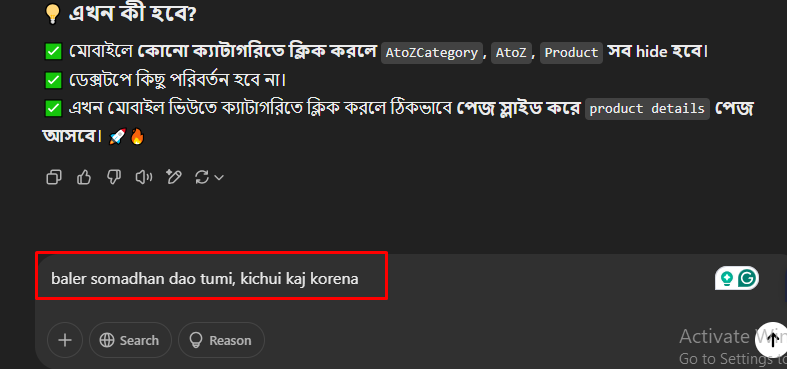 💡 এখন কী হবে?
✅ মোবাইলে কোনো ক্যাটাগরিতে ক্লিক করলে AtoZCategory, AtoZ, Product সব hide হবে।
✅ ডেক্সটপে কিছু পরিবর্তন হবে না।
✅ এখন মোবাইল ভিউতে ক্যাটাগরিতে ক্লিক করলে ঠিকভাবে পেজ স্লাইড করে product details পেজ
আসবে। 🚀🔥
baler somadhan dao tumi, kichui kaj korena
Search Reason
Activate Win
Go to Settings to